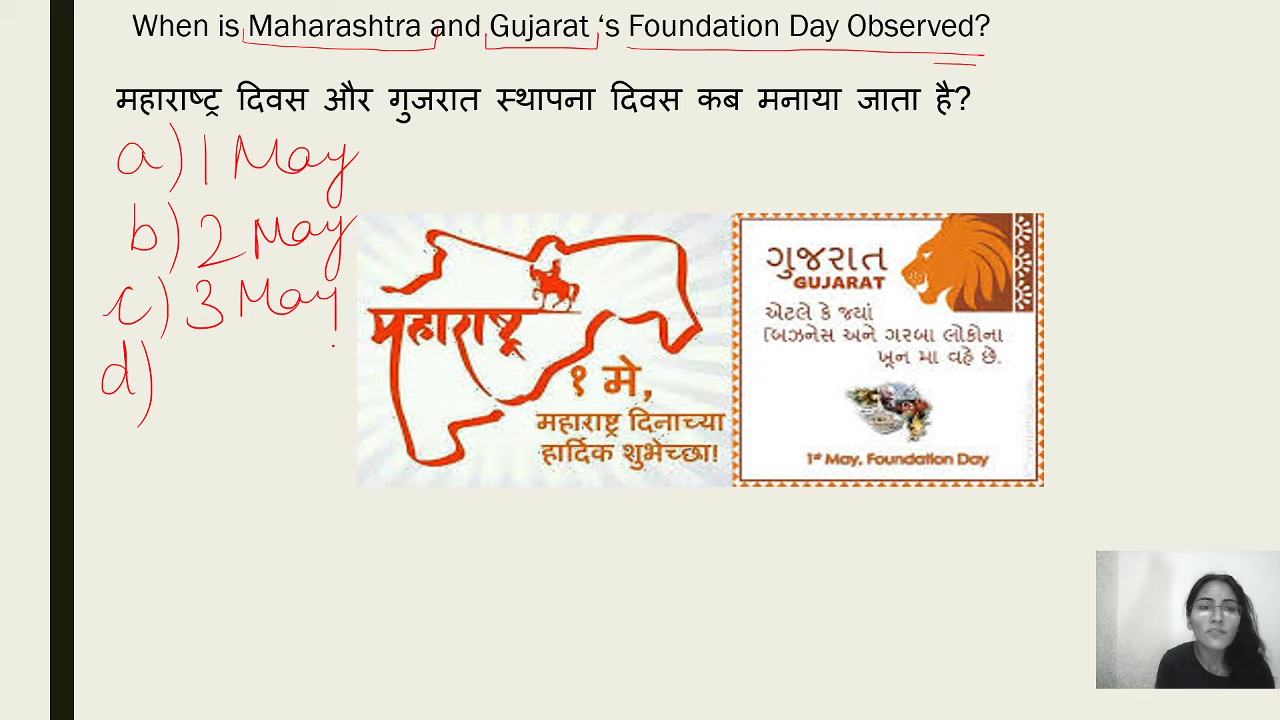 When is Maharashtra and Gujarat ‘s Foundation Day Observed?
महाराष्ट्र दिवस और गुजरात स्थापना दिवस कब मनाया जाता है?
a) 1 May
b) 2 May
c) 3 May
d)
महाराष्ट्र
१ मे,
महाराष्ट्र दिनाच्या
हार्दिक शुभेच्छा!
ગુજરાત
GUJARAT
એટલે કે જ્યાં
બિઝનેસ અને ગરબા લોકોના
ખૂન મા વહે છે.
1st May, Foundation Day